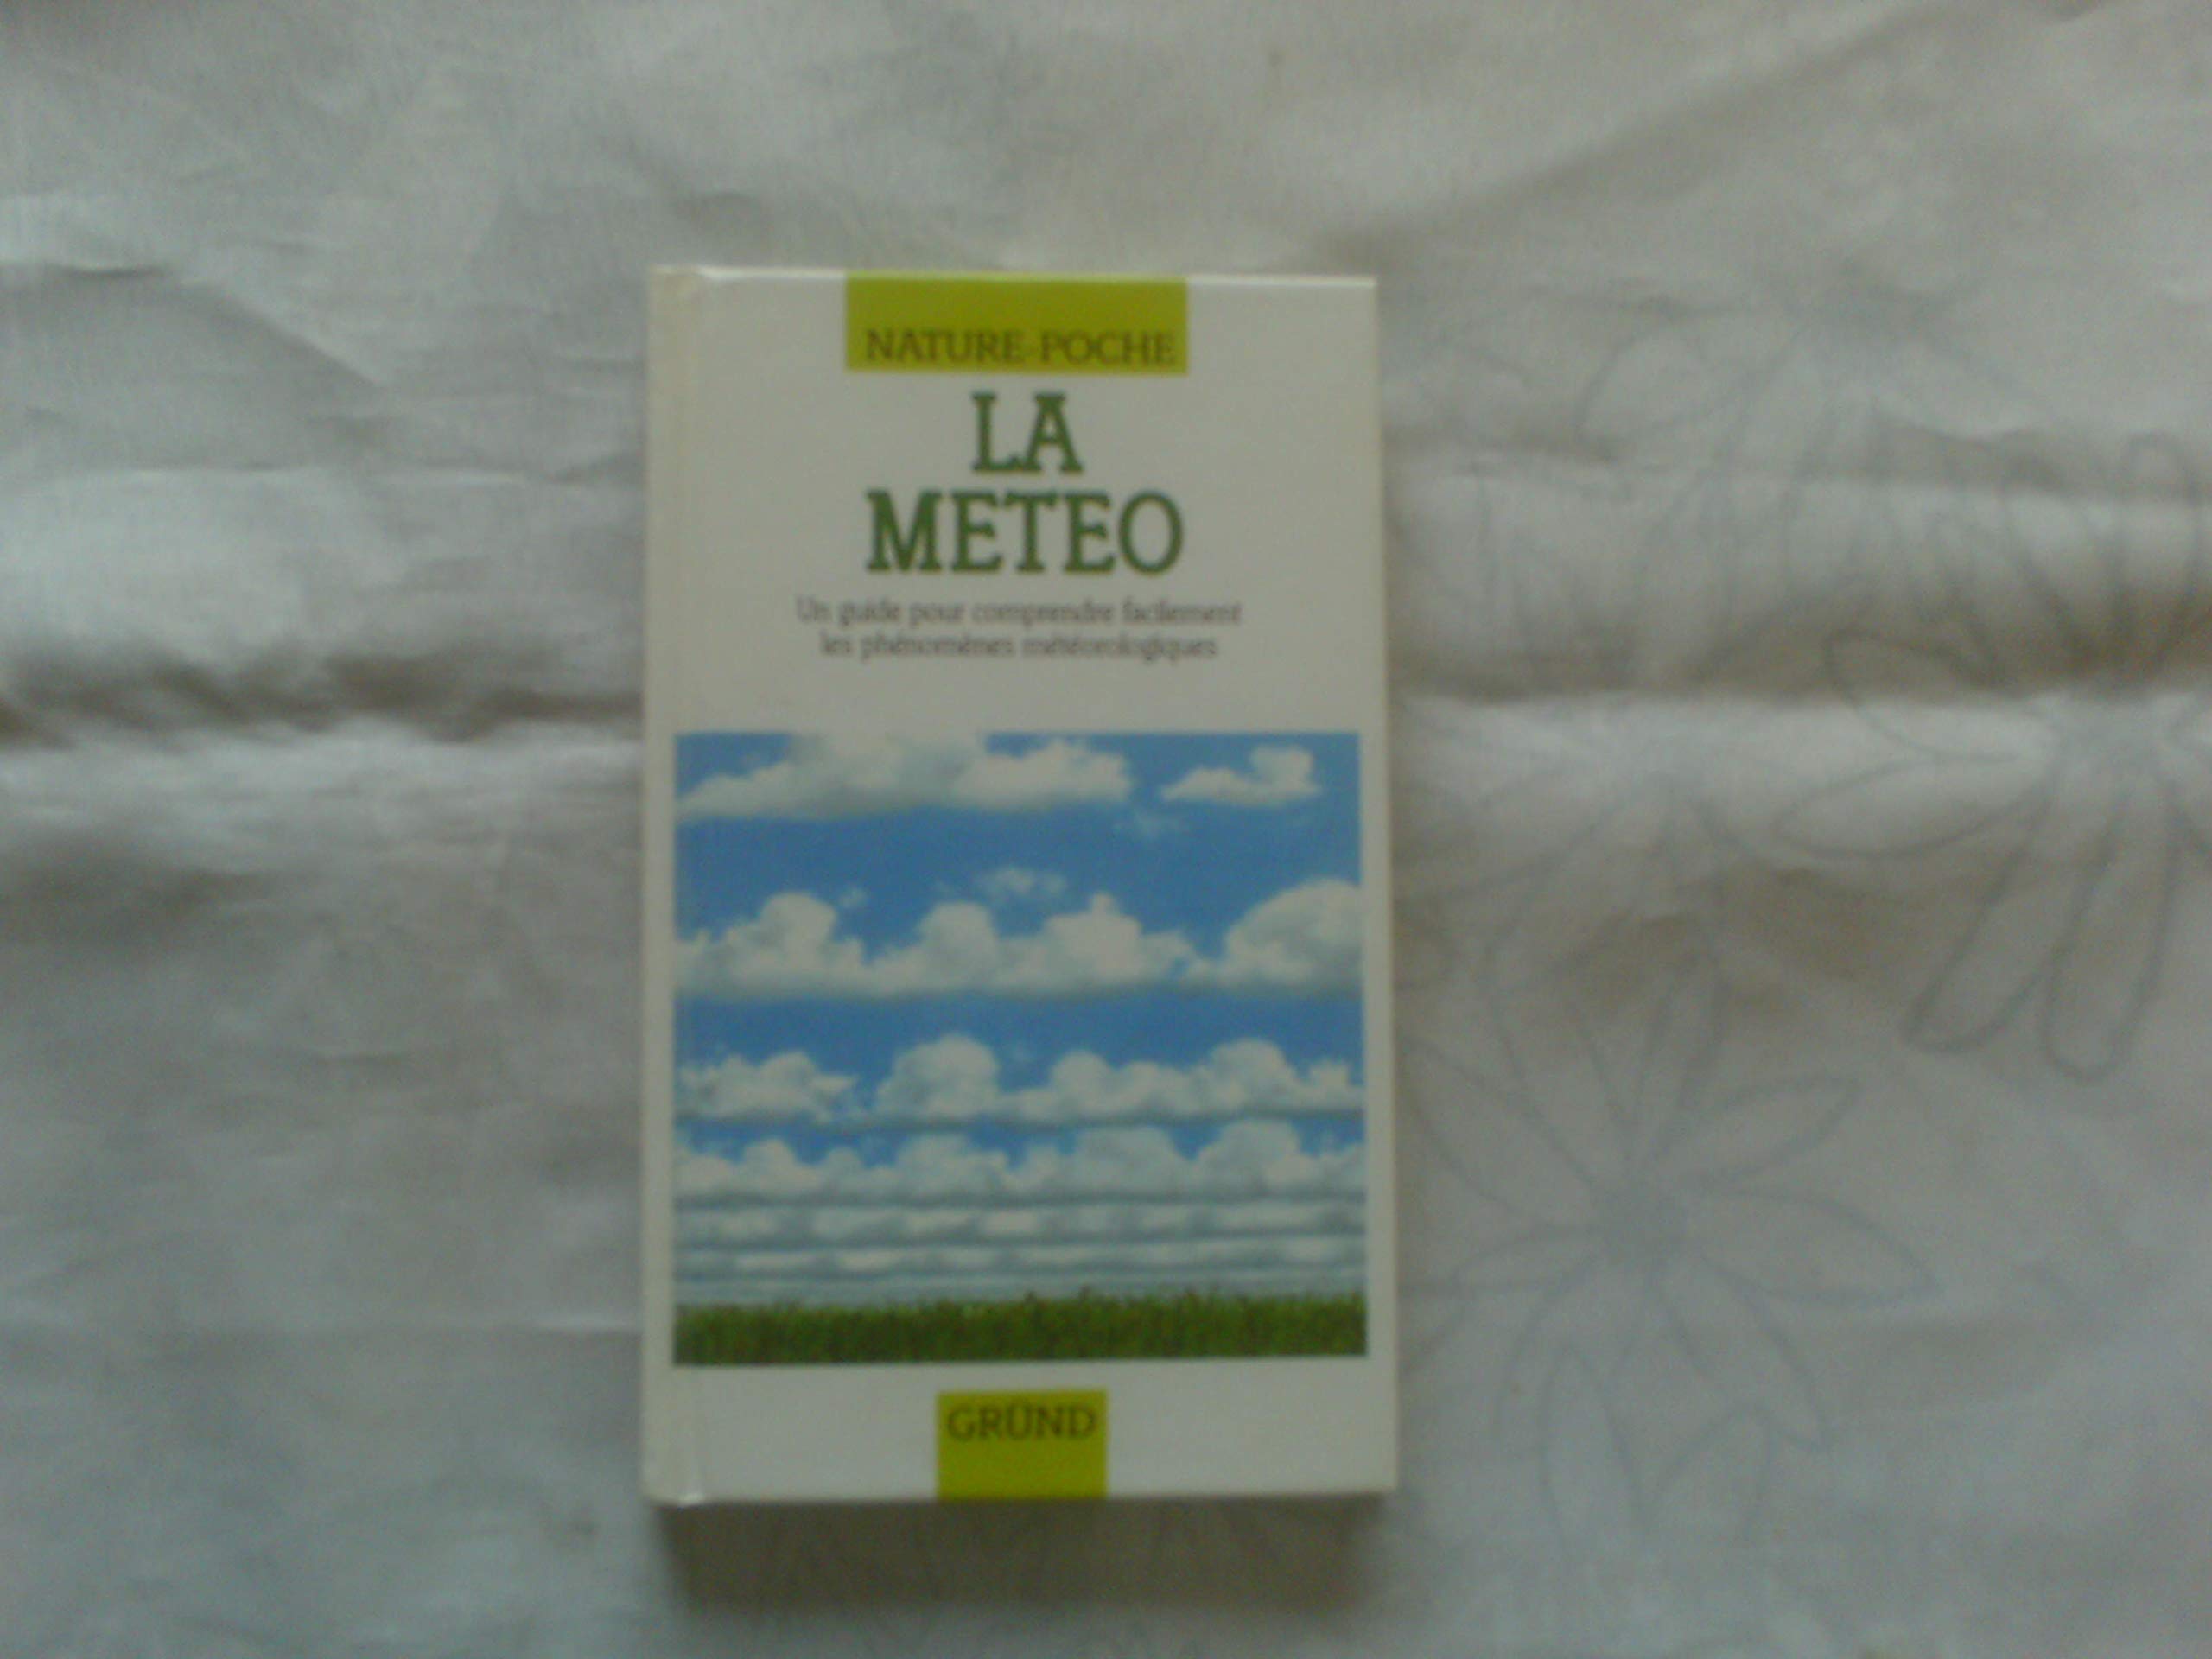 NATURE-POCHE
LA
METEO
Un guide pour comprendre facilement
les phénomènes météorologiques
GRÜND